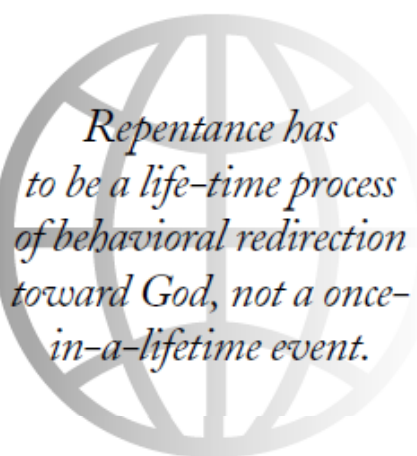 Repentance has
to be a life-time process
of behavioral redirection
toward God, not a once-
in-a-lifetime event.